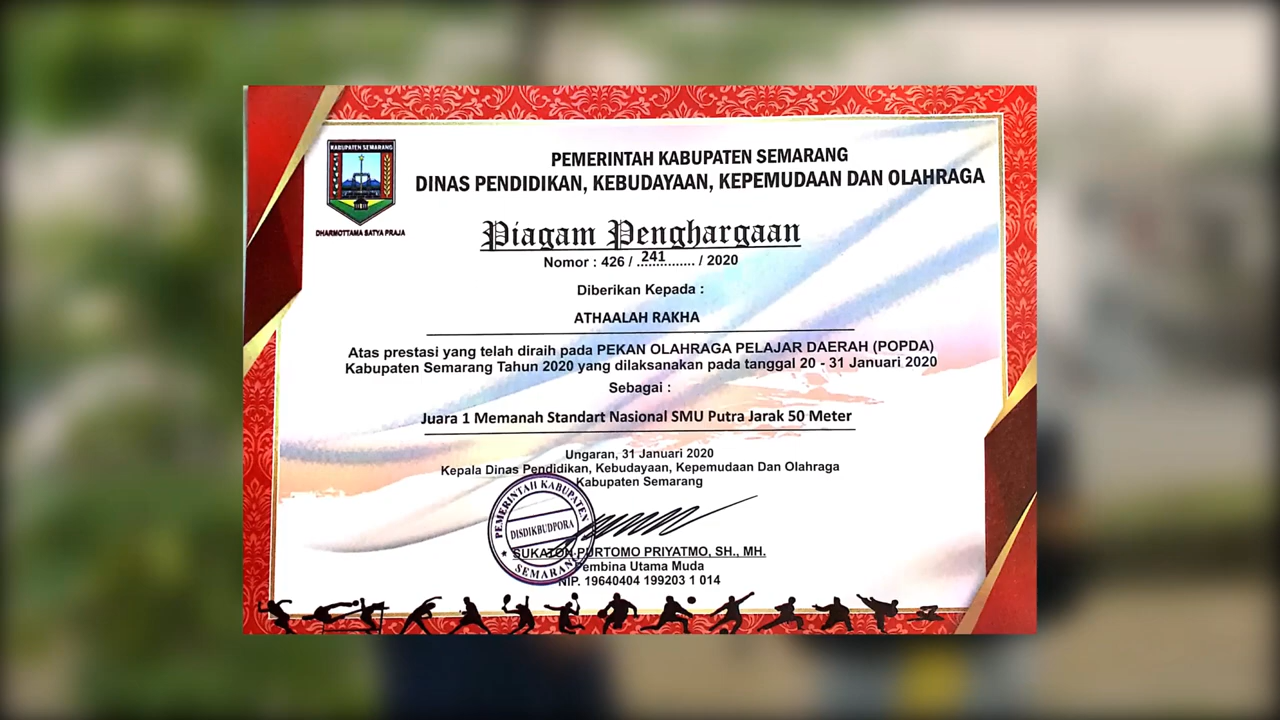 KABUPATEN SEMARANG
DHARMOTTAMA SATYA PRAJA
PEMERINTAH KABUPATEN SEMARANG
DINAS PENDIDIKAN, KEBUDAYAAN, KEPEMUDAAN DAN OLAHRAGA
Piagam Penghargaan
Nomor : 426 / ..241....... / 2020
Diberikan Kepada :
ATHAALAH RAKHA
Atas prestasi yang telah diraih pada PEKAN OLAHRAGA PELAJAR DAERAH (POPDA)
Kabupaten Semarang Tahun 2020 yang dilaksanakan pada tanggal 20 - 31 Januari 2020
Sebagai :
Juara 1 Memanah Standart Nasional SMU Putra Jarak 50 Meter
Ungaran, 31 Januari 2020
Kepala Dinas Pendidikan, Kebudayaan, Kepemudaan Dan Olahraga
Kabupaten Semarang
PEMERINTAH KABUPATEN
DISDIKBUDPORA
SEMARANG
SUKATON PURTOMO PRIYATMO, SH., MH.
Pembina Utama Muda
NIP. 19640404 199203 1 014